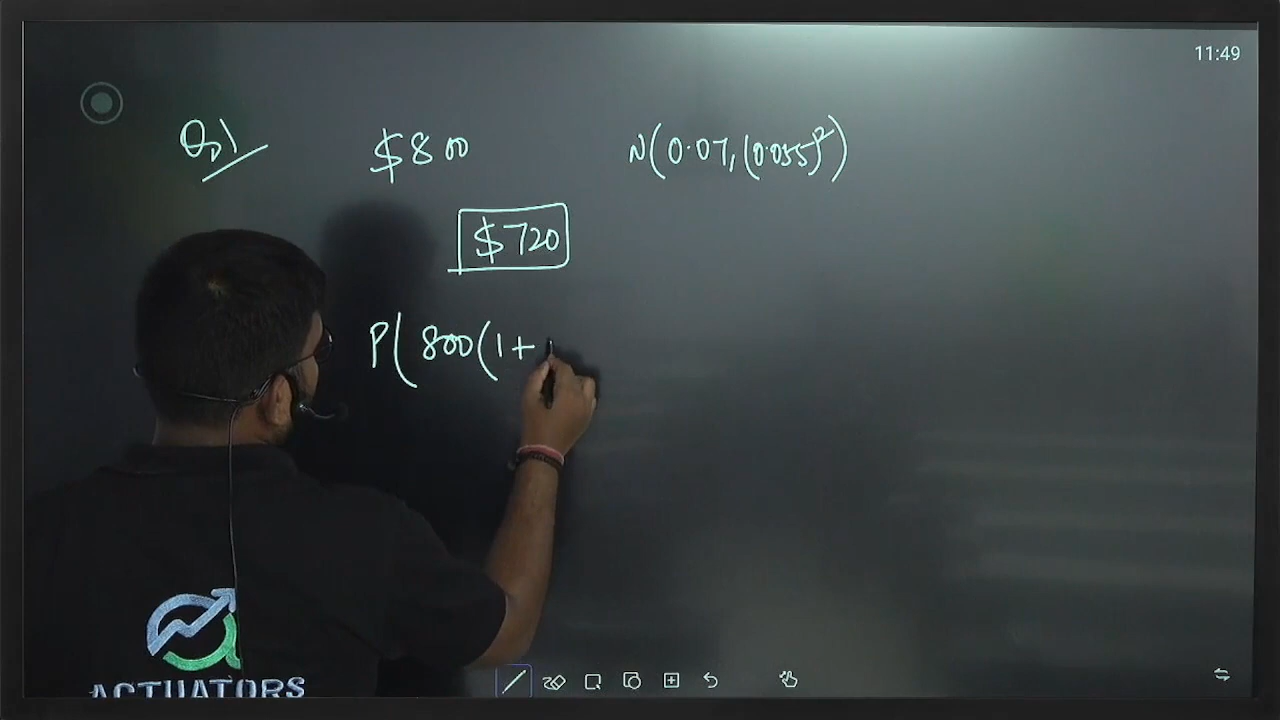 11:49
Q1) $800 N(0.07, (0.055)²)
$720
P( 800(1+
ACTUATORS